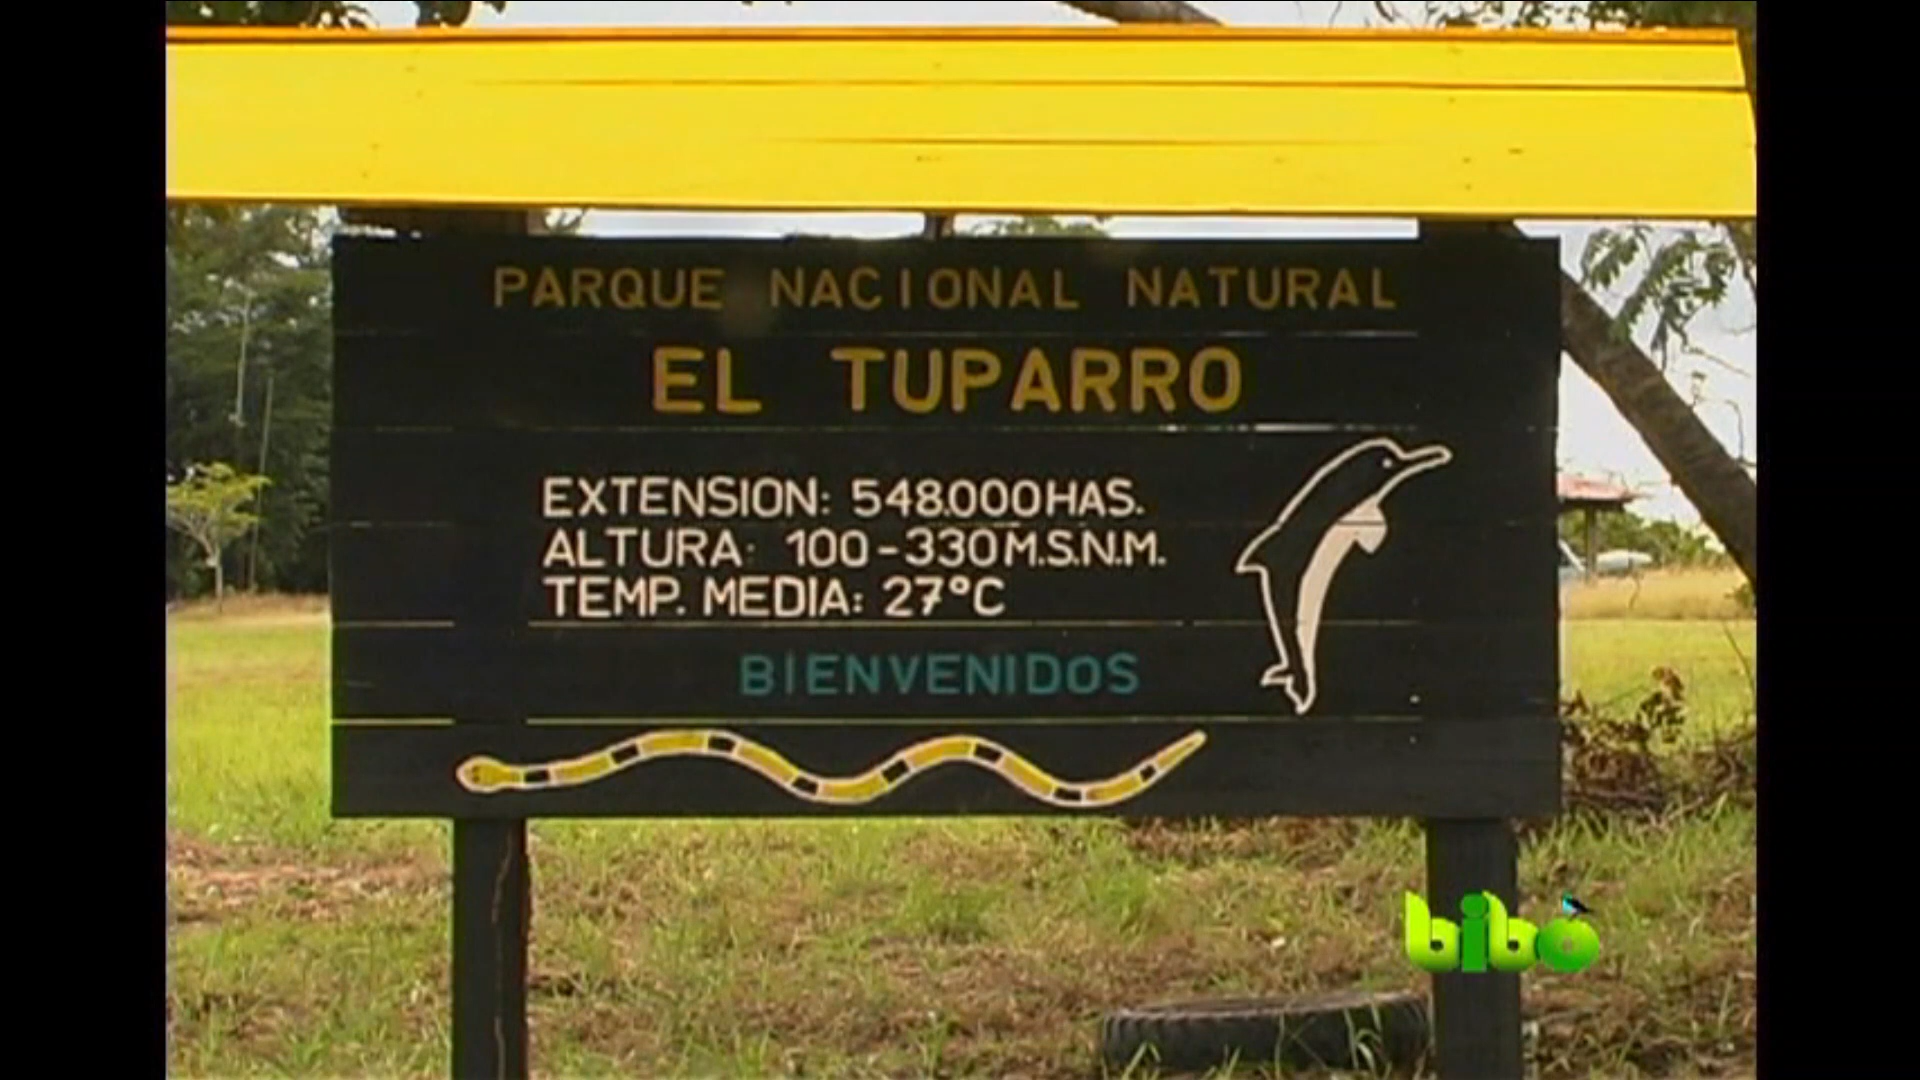 PARQUE NACIONAL NATURAL
EL TUPARRO
EXTENSION: 548.000 HAS.
ALTURA: 100-330 M.S.N.M.
TEMP. MEDIA: 27°C
BIENVENIDOS
bibo